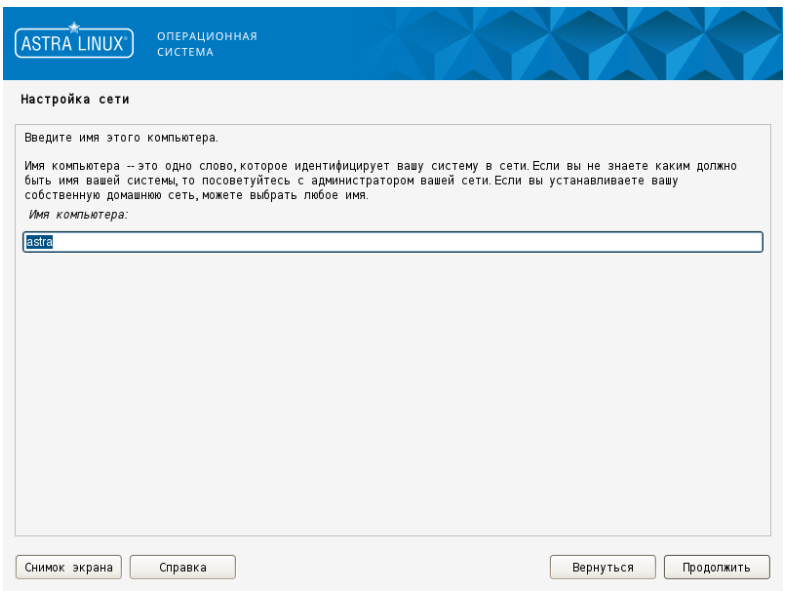 ASTRA LINUX®
ОПЕРАЦИОННАЯ
СИСТЕМА
Настройка сети
Введите имя этого компьютера.
Имя компьютера -- это одно слово, которое идентифицирует вашу систему в сети. Если вы не знаете каким должно
быть имя вашей системы, то посоветуйтесь с администратором вашей сети. Если вы устанавливаете вашу
собственную домашнюю сеть, можете выбрать любое имя.
Имя компьютера:
astra
Снимок экрана
Справка
Вернуться
Продолжить